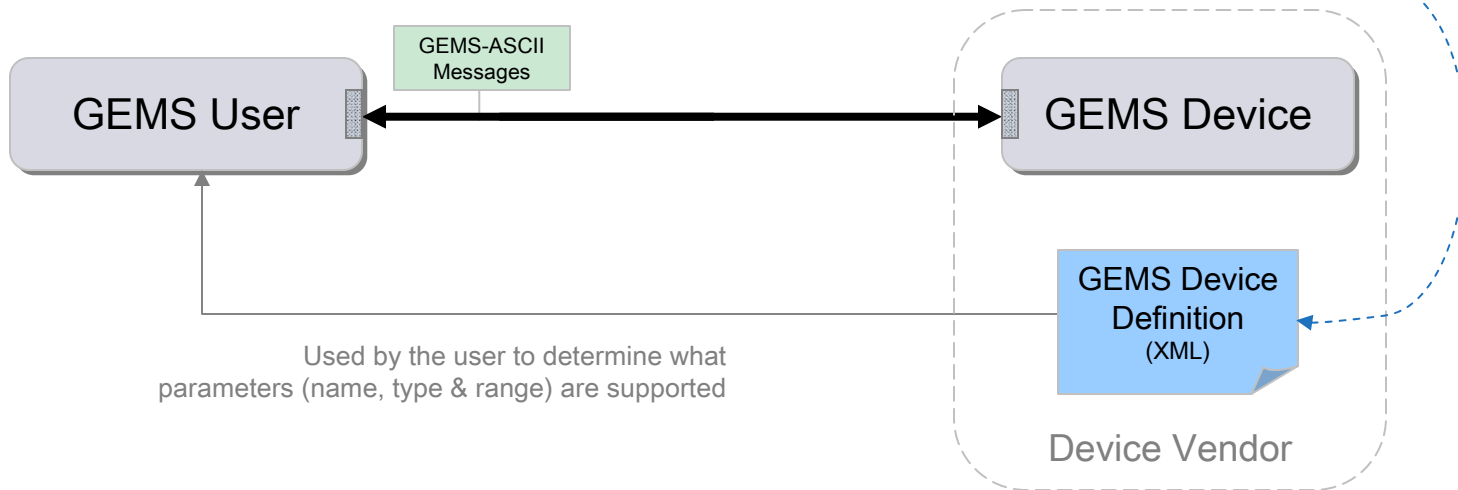 GEMS-ASCII
Messages
GEMS User
GEMS Device
GEMS Device
Definition
(XML)
Used by the user to determine what
parameters (name, type & range) are supported
Device Vendor